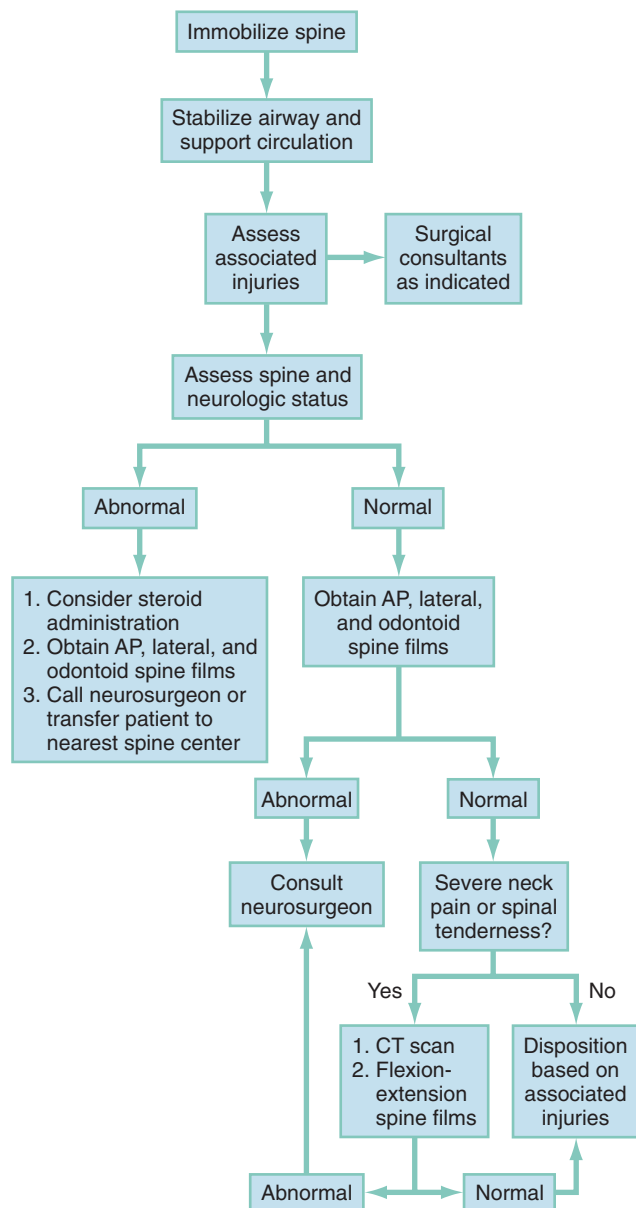 Immobilize spine
Stabilize airway and
support circulation
Assess
associated
injuries
Surgical
consultants
as indicated
Assess spine and
neurologic status
Abnormal
Normal
1. Consider steroid
administration
2. Obtain AP, lateral, and
odontoid spine films
3. Call neurosurgeon or
transfer patient to
nearest spine center
Obtain AP, lateral,
and odontoid
spine films
Abnormal
Normal
Consult
neurosurgeon
Severe neck
pain or spinal
tenderness?
Yes
No
1. CT scan
2. Flexion-
extension
spine films
Disposition
based on
associated
injuries
Abnormal
Normal